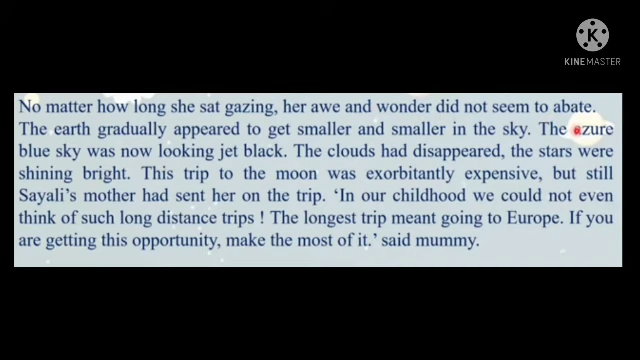 K
KINEMASTER
No matter how long she sat gazing, her awe and wonder did not seem to abate.
The earth gradually appeared to get smaller and smaller in the sky. The azure
blue sky was now looking jet black. The clouds had disappeared, the stars were
shining bright. This trip to the moon was exorbitantly expensive, but still
Sayali's mother had sent her on the trip. ‘In our childhood we could not even
think of such long distance trips ! The longest trip meant going to Europe. If you
are getting this opportunity, make the most of it.’ said mummy.